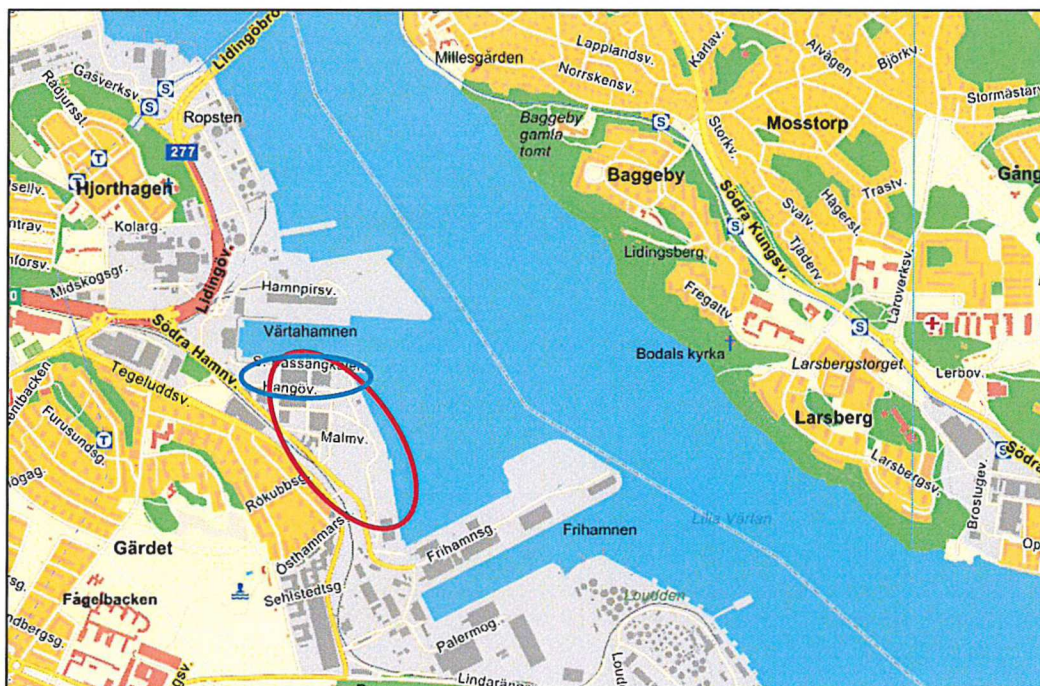 Lidingöbro
Gasverksv.
Rådjursst.
Ropsten
277
Hjorthagen
Kolarg.
Midskogsgr.
Lidingöv.
Hamnpirsv.
Värtahamnen
Södra Hamnv.
Hangöv.
Tegeluddsv.
Malmv.
Furusundsg.
Rökubbsg.
Gärdet
Östhammarsg
Sehlstedtsg.
Fågelbacken
Frihamnsg.
Frihamnen
Palermog.
Lindaräng
Loudden
Lilla Värtan
Millesgården
Lapplandsv.
Norrskensv.
Karlav.
Alvägen
Björkv.
Stormästarv
Baggeby
gamla
tomt
Storkv.
Mosstorp
Baggeby
Gång
Trastv.
Hägerst.
Svalv.
Tjäderv.
Södra Kungsv.
Lidingsberg
Fregattv.
Läroverksv.
Bodals kyrka
Larsbergstorget
Lerbov.
Larsberg
Larsbergsv.
Södra
Broslugev.
S
S
S
S
S
S
T
T
T